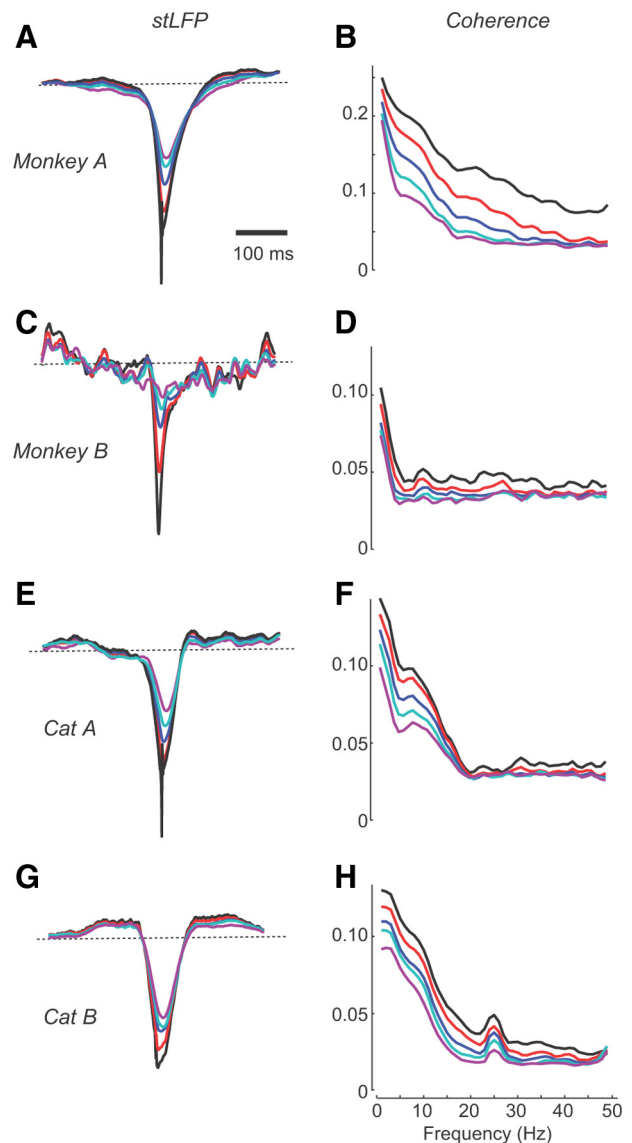 stLFP
Coherence
A
B
Monkey A
100 ms
0.2
0.1
0
C
D
Monkey B
0.10
0.05
0
E
F
Cat A
0.10
0.05
0
G
H
Cat B
0.10
0.05
0
0 10 20 30 40 50
Frequency (Hz)